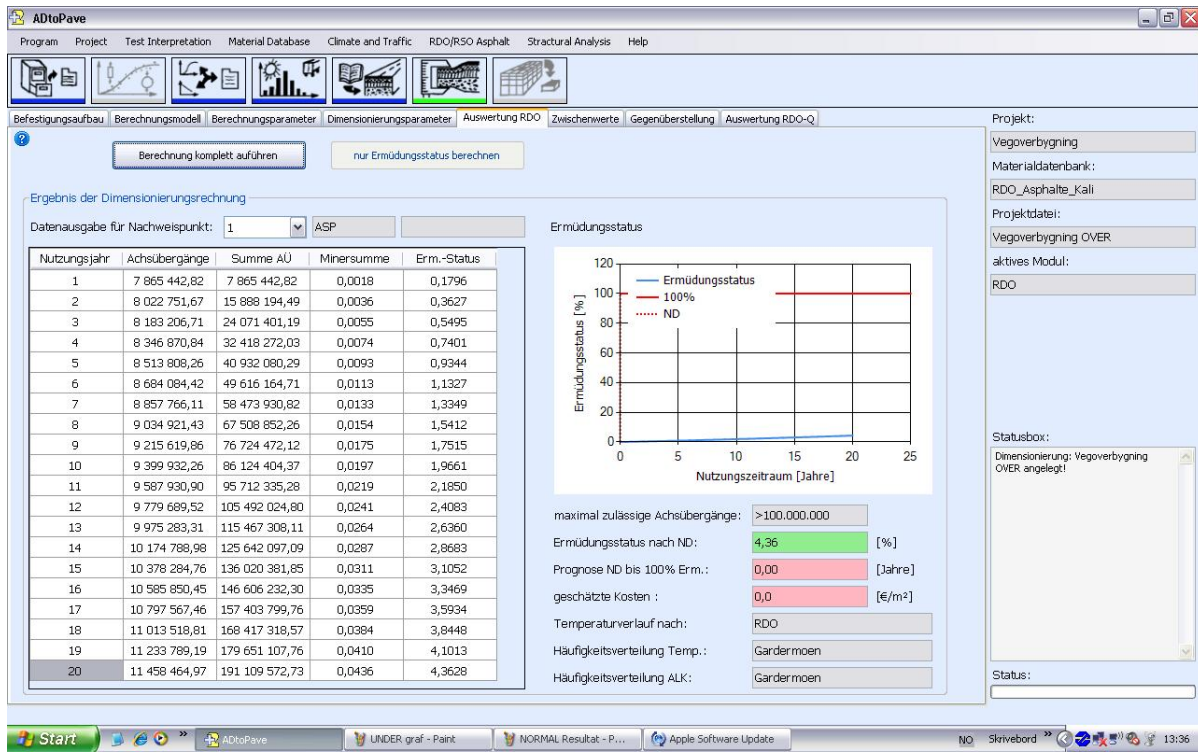 ADtoPave
Program Project Test Interpretation Material Database Climate and Traffic RDO/RSO Asphalt Stractural Analysis Help
Befestigungsaufbau Berechnungsmodell Berechnungsparameter Dimensionierungsparameter Auswertung RDO Zwischenwerte Gegenüberstellung Auswertung RDO-Q
Berechnung komplett auführen nur Ermüdungsstatus berechnen
Ergebnis der Dimensionierungsrechnung
Datenausgabe für Nachweispunkt: 1 ASP
Nutzungsjahr Achsübergänge Summe AÜ Minersumme Erm.-Status
1 7 865 442,82 7 865 442,82 0,0018 0,1796
2 8 022 751,67 15 888 194,49 0,0036 0,3627
3 8 183 206,71 24 071 401,19 0,0055 0,5495
4 8 346 870,84 32 418 272,03 0,0074 0,7401
5 8 513 808,26 40 932 080,29 0,0093 0,9344
6 8 684 084,42 49 616 164,71 0,0113 1,1327
7 8 857 766,11 58 473 930,82 0,0133 1,3349
8 9 034 921,43 67 508 852,26 0,0154 1,5412
9 9 215 619,86 76 724 472,12 0,0175 1,7515
10 9 399 932,26 86 124 404,37 0,0197 1,9661
11 9 587 930,90 95 712 335,28 0,0219 2,1850
12 9 779 689,52 105 492 024,80 0,0241 2,4083
13 9 975 283,31 115 467 308,11 0,0264 2,6360
14 10 174 788,98 125 642 097,09 0,0287 2,8683
15 10 378 284,76 136 020 381,85 0,0311 3,1052
16 10 585 850,45 146 606 232,30 0,0335 3,3469
17 10 797 567,46 157 403 799,76 0,0359 3,5934
18 11 013 518,81 168 417 318,57 0,0384 3,8448
19 11 233 789,19 179 651 107,76 0,0410 4,1013
20 11 458 464,97 191 109 572,73 0,0436 4,3628
Ermüdungsstatus
Ermüdungsstatus [%]
120
100
80
60
40
20
0
Ermüdungsstatus
100%
ND
0 5 10 15 20 25
Nutzungszeitraum [Jahre]
maximal zulässige Achsübergänge: >100.000.000
Ermüdungsstatus nach ND: 4,36 [%]
Prognose ND bis 100% Erm.: 0,00 [Jahre]
geschätzte Kosten : 0,0 [€/m²]
Temperaturverlauf nach: RDO
Häufigkeitsverteilung Temp.: Gardermoen
Häufigkeitsverteilung ALK: Gardermoen
Projekt:
Vegoverbygning
Materialdatenbank:
RDO_Asphalte_Kali
Projektdatei:
Vegoverbygning OVER
aktives Modul:
RDO
Statusbox:
Dimensionierung: Vegoverbygning
OVER angelegt!
Status:
Start » ADtoPave UNDER graf - Paint NORMAL Resultat - P... Apple Software Update NO Skrivebord » 13:36